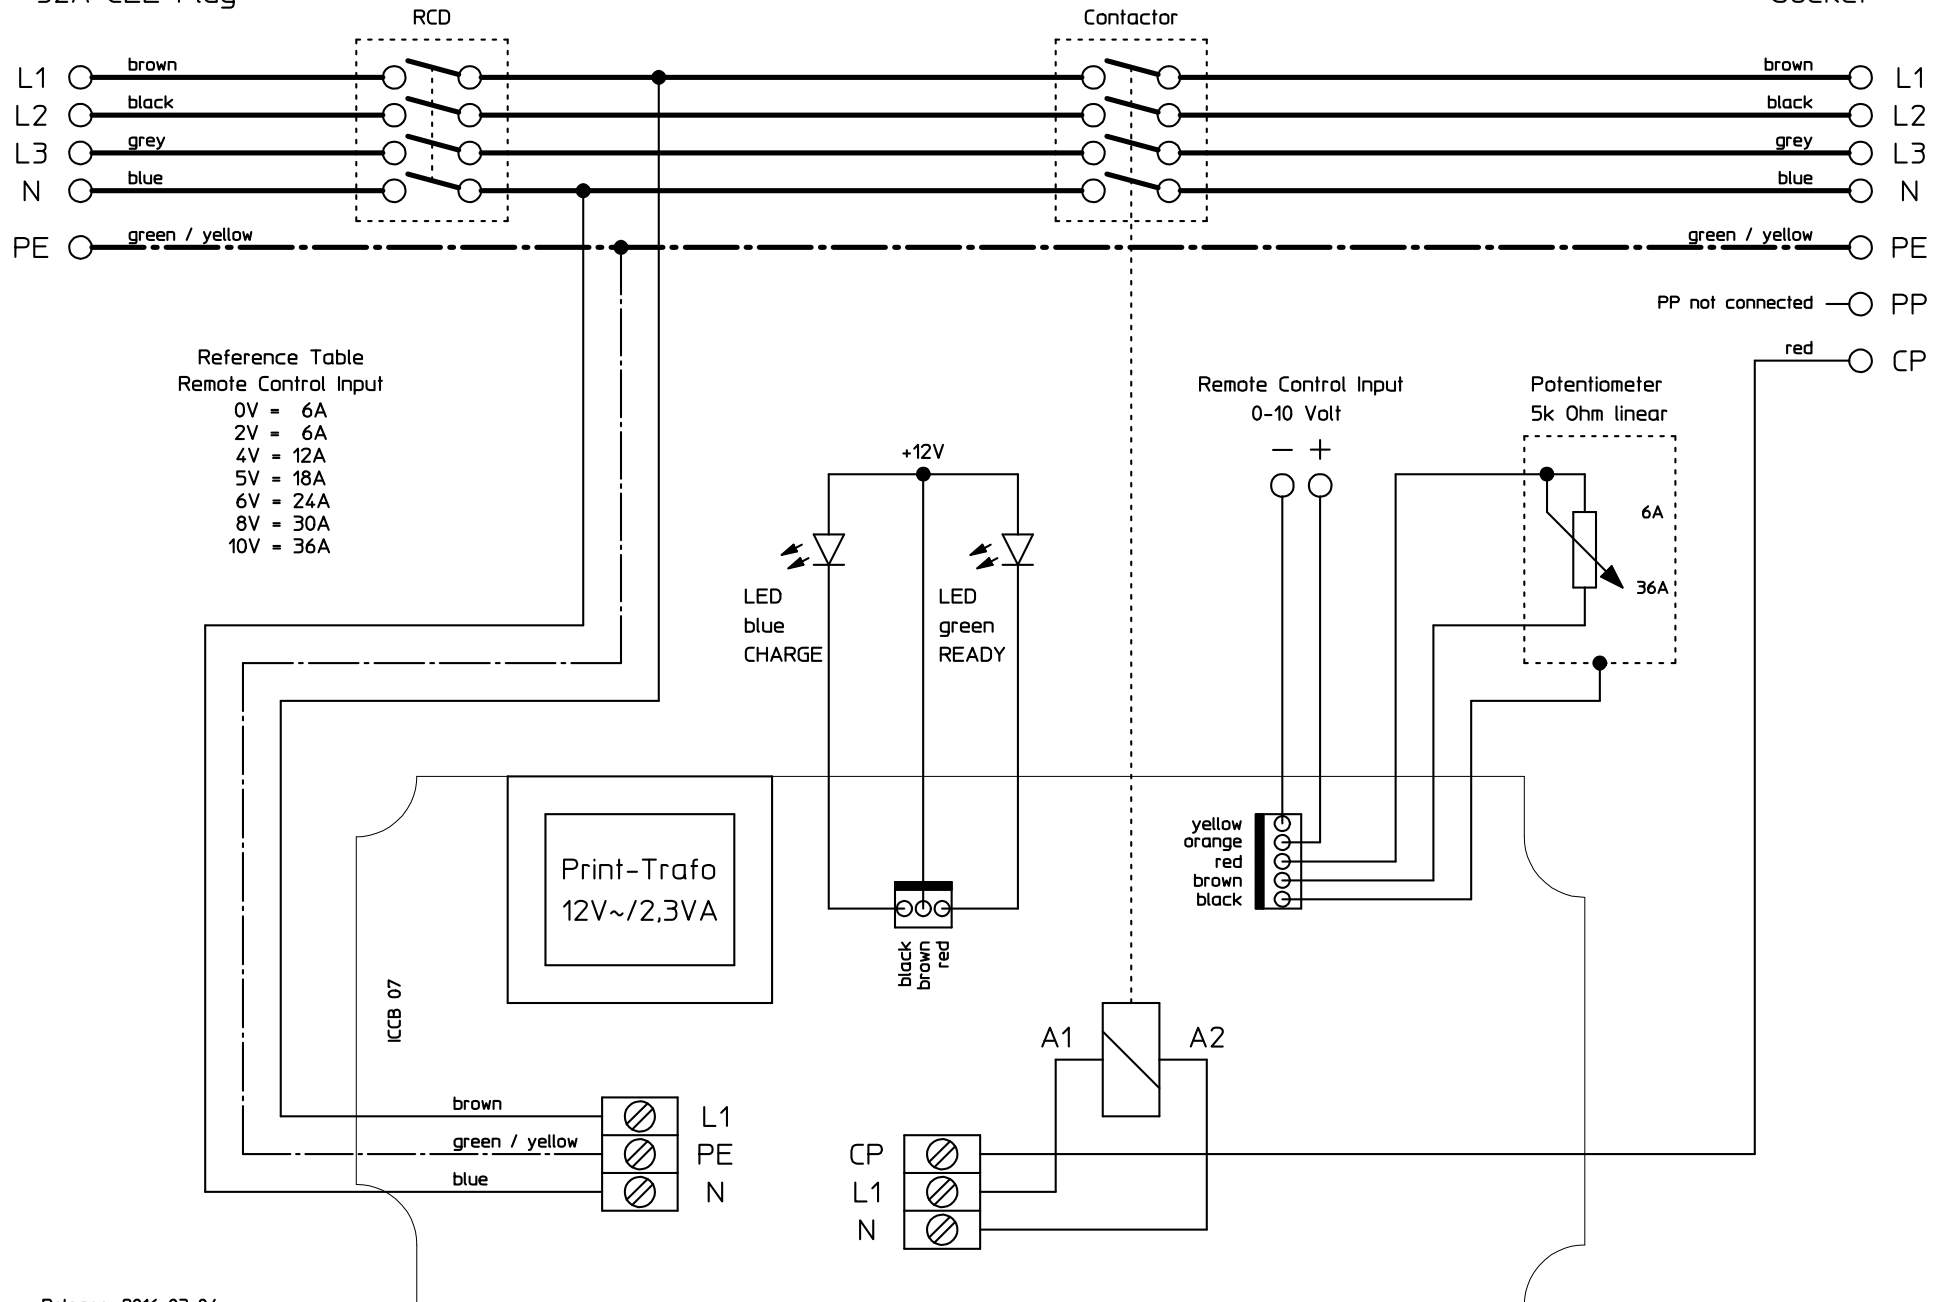 RCD
Contactor
L1
brown
brown
L1
L2
black
black
L2
L3
grey
grey
L3
N
blue
blue
N
PE
green / yellow
green / yellow
PE
PP not connected
PP
red
CP
Reference Table
Remote Control Input
0V = 6A
2V = 6A
4V = 12A
5V = 18A
6V = 24A
8V = 30A
10V = 36A
Remote Control Input
0-10 Volt
− +
Potentiometer
5k Ohm linear
6A
36A
+12V
LED
blue
CHARGE
LED
green
READY
Print-Trafo
12V~/2,3VA
yellow
orange
red
brown
black
black
brown
red
ICCB 07
A1
A2
brown
L1
green / yellow
PE
blue
N
CP
L1
N